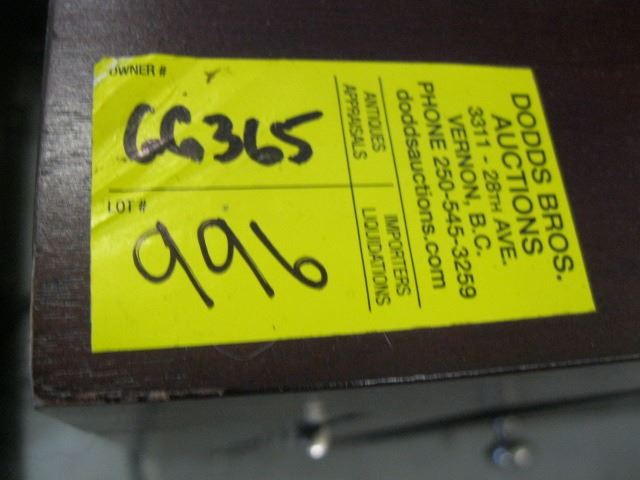 OWNER #
GG365
LOT #
996
ANTIQUES
APPRAISALS
IMPORTERS
LIQUIDATIONS
DODDS BROS.
AUCTIONS
3311 - 28TH AVE.
VERNON, B.C.
PHONE 250-545-3259
doddsauctions.com